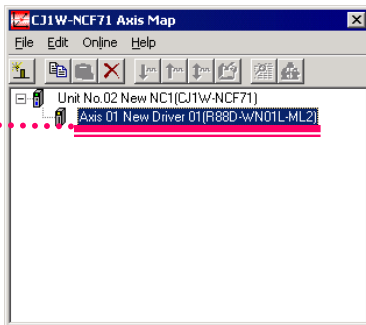 CJ1W-NCF71 Axis Map
File Edit Online Help
Unit No.02 New NC1(CJ1W-NCF71)
Axis 01 New Driver 01(R88D-WN01L-ML2)